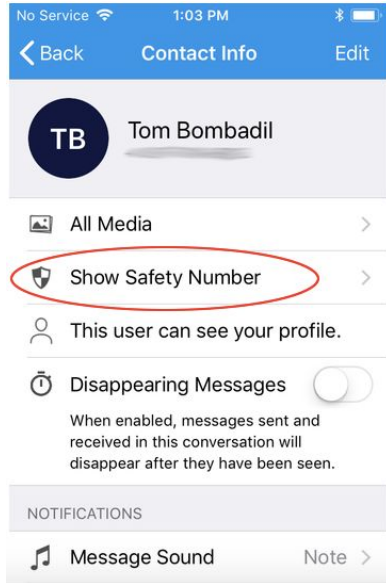 No Service 1:03 PM
Back Contact Info Edit
TB Tom Bombadil
All Media
Show Safety Number
This user can see your profile.
Disappearing Messages
When enabled, messages sent and
received in this conversation will
disappear after they have been seen.
NOTIFICATIONS
Message Sound Note